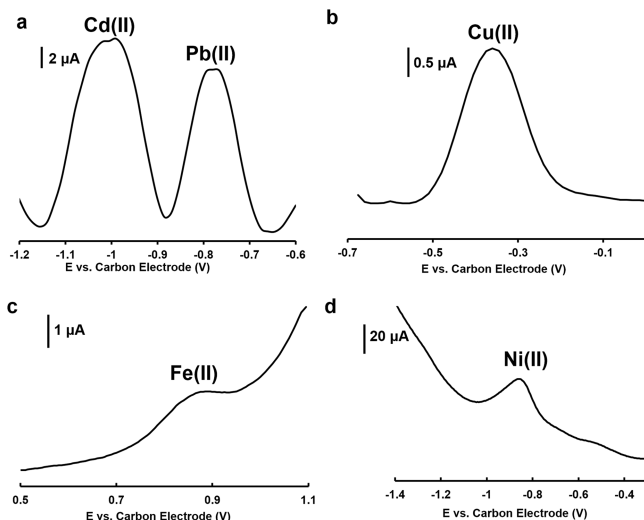 a
Cd(II)
2 µA
Pb(II)
-1.2 -1.1 -1 -0.9 -0.8 -0.7 -0.6
E vs. Carbon Electrode (V)
b
Cu(II)
0.5 µA
-0.7 -0.5 -0.3 -0.1
E vs. Carbon Electrode (V)
c
1 µA
Fe(II)
0.5 0.7 0.9 1.1
E vs. Carbon Electrode (V)
d
20 µA
Ni(II)
-1.4 -1.2 -1 -0.8 -0.6 -0.4
E vs. Carbon Electrode (V)